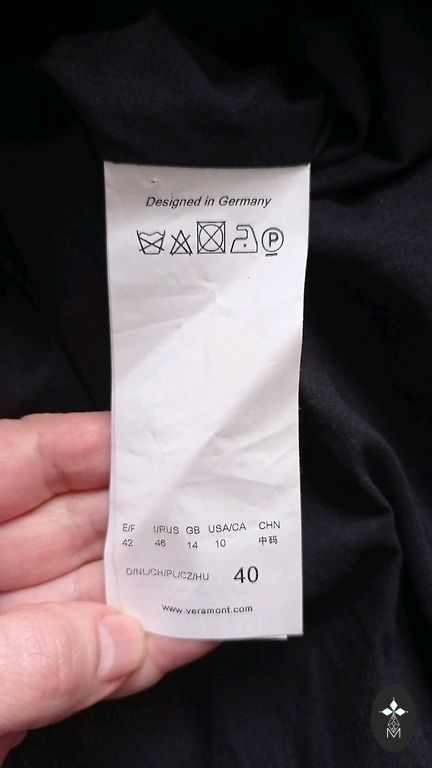 Designed in Germany
P
E/F I/RUS GB USA/CA CHN
42 46 14 10 中码
D/NL/CH/PL/CZ/HU 40
www.veramont.com
M